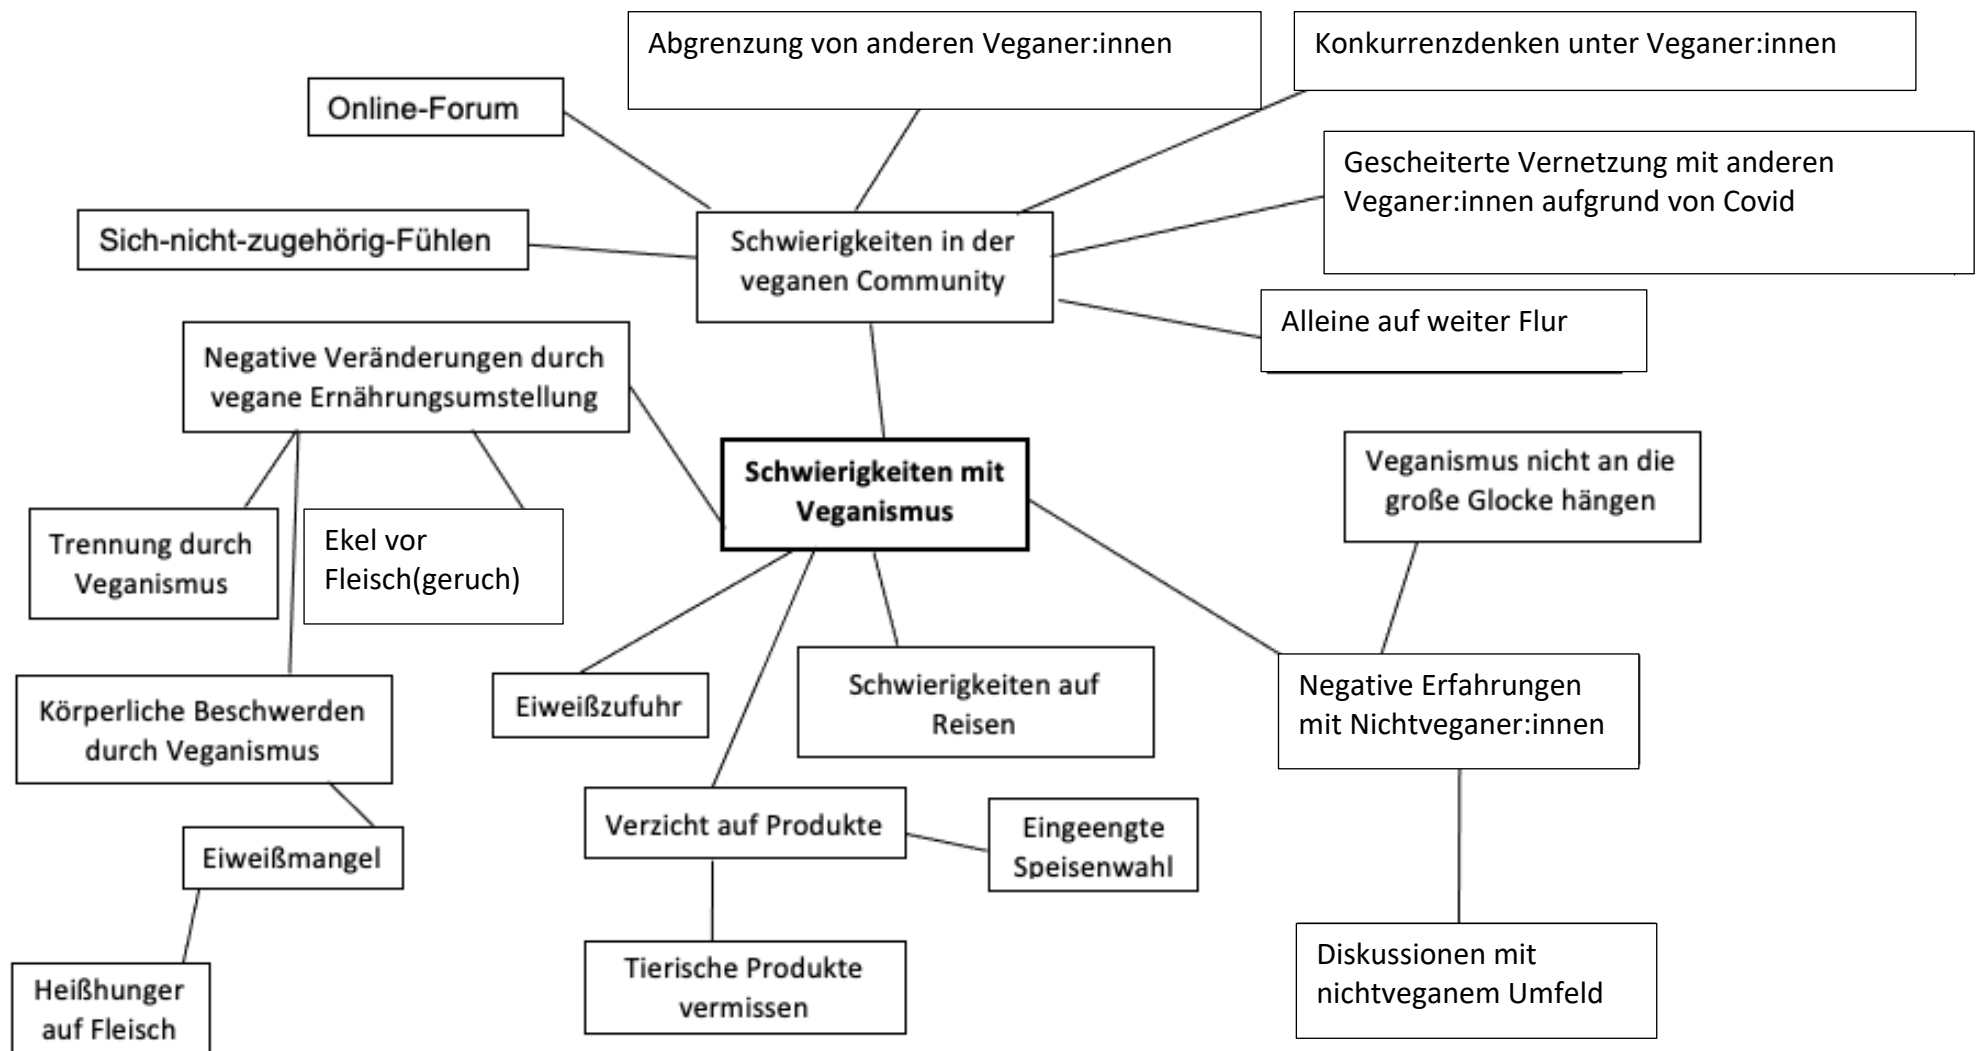 Abgrenzung von anderen Veganer:innen
Konkurrenzdenken unter Veganer:innen
Online-Forum
Gescheiterte Vernetzung mit anderen
Veganer:innen aufgrund von Covid
Sich-nicht-zugehörig-Fühlen
Schwierigkeiten in der
veganen Community
Alleine auf weiter Flur
Negative Veränderungen durch
vegane Ernährungsumstellung
Schwierigkeiten mit
Veganismus
Veganismus nicht an die
große Glocke hängen
Trennung durch
Veganismus
Ekel vor
Fleisch(geruch)
Körperliche Beschwerden
durch Veganismus
Eiweißzufuhr
Schwierigkeiten auf
Reisen
Negative Erfahrungen
mit Nichtveganer:innen
Verzicht auf Produkte
Eingeengte
Speisenwahl
Eiweißmangel
Tierische Produkte
vermissen
Diskussionen mit
nichtveganem Umfeld
Heißhunger
auf Fleisch